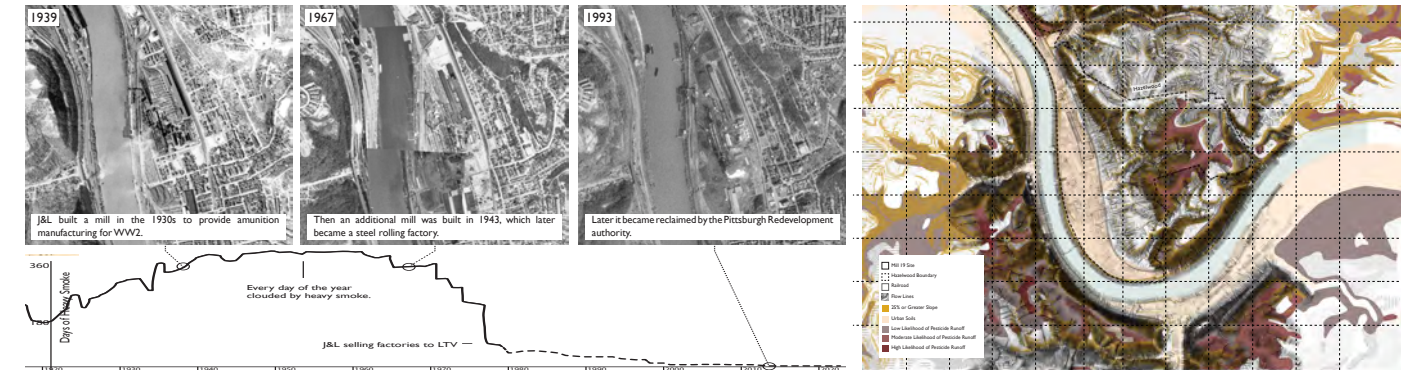 1939
J&L built a mill in the 1930s to provide anunition
manufacturing for WW2.
1967
Then an additional mill was built in 1943, which later
became a steel rolling factory.
1993
Later it became reclaimed by the Pittsburgh Redevelopment
authority.
360
180
Days of Heavy Smoke
Every day of the year
clouded by heavy smoke.
J&L selling factories to LTV
1920
1930
1940
1950
1960
1970
1980
1990
2000
2010
2020
Hazelwood
Mill 19 Site
Hazelwood Boundary
Railroad
Flow Lines
25% or Greater Slope
Urban Soils
Low Likelihood of Pesticide Runoff
Moderate Likelihood of Pesticide Runoff
High Likelihood of Pesticide Runoff